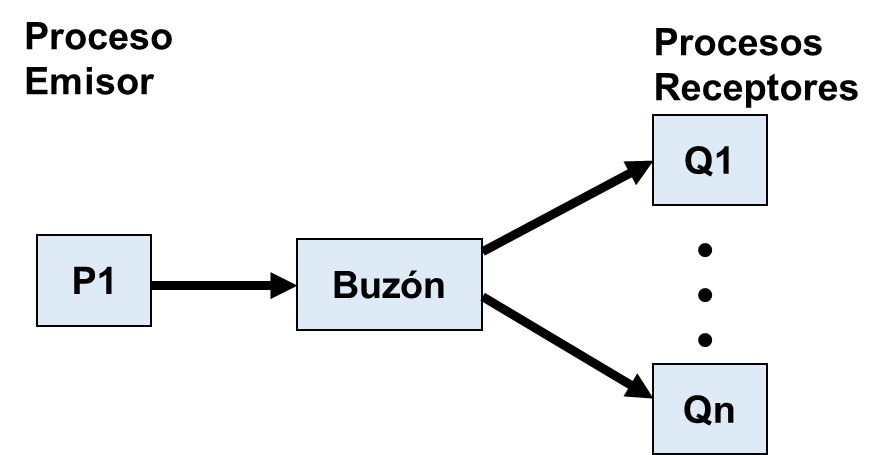 Proceso
Emisor
Procesos
Receptores
Q1
P1
Buzón
Qn